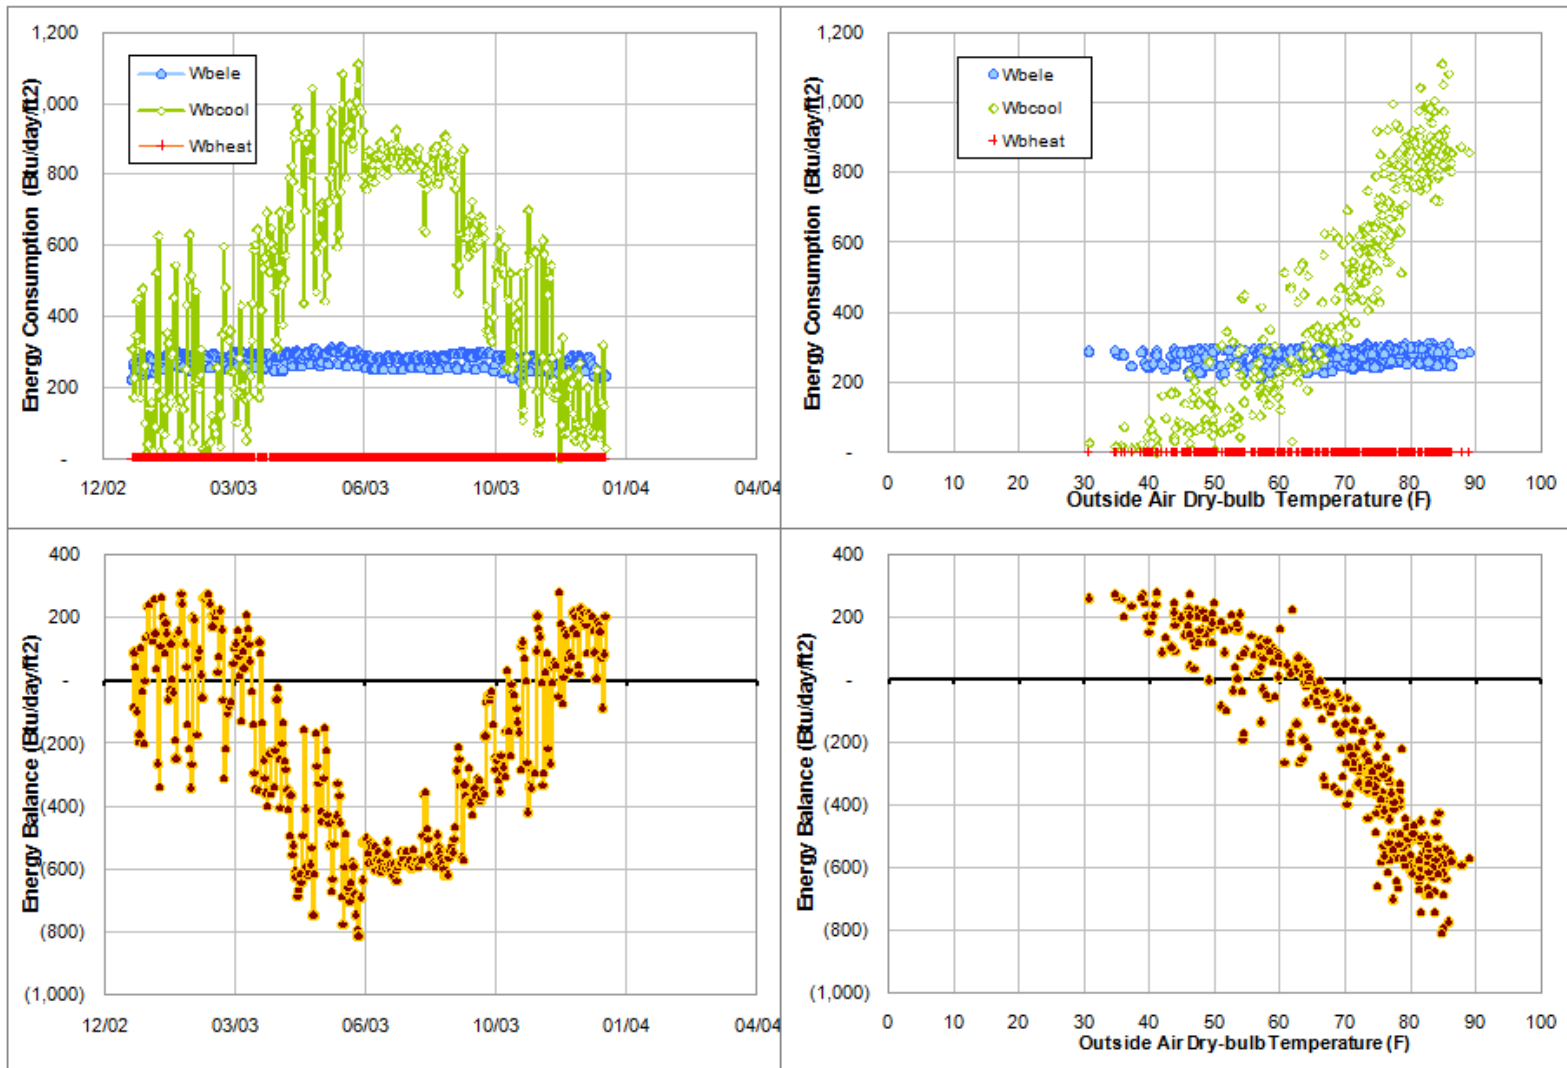 1,200
1,000
800
600
400
200
-
Energy Consumption (Btu/day/ft2)
Wbele
Wbcool
Wbheat
12/02 03/03 06/03 10/03 01/04 04/04
1,200
1,000
800
600
400
200
-
Energy Consumption (Btu/day/ft2)
Wbele
Wbcool
Wbheat
0 10 20 30 40 50 60 70 80 90 100
Outside Air Dry-bulb Temperature (F)
400
200
-
(200)
(400)
(600)
(800)
(1,000)
Energy Balance (Btu/day/ft2)
12/02 03/03 06/03 10/03 01/04 04/04
400
200
-
(200)
(400)
(600)
(800)
(1,000)
Energy Balance (Btu/day/ft2)
0 10 20 30 40 50 60 70 80 90 100
Outside Air Dry-bulb Temperature (F)